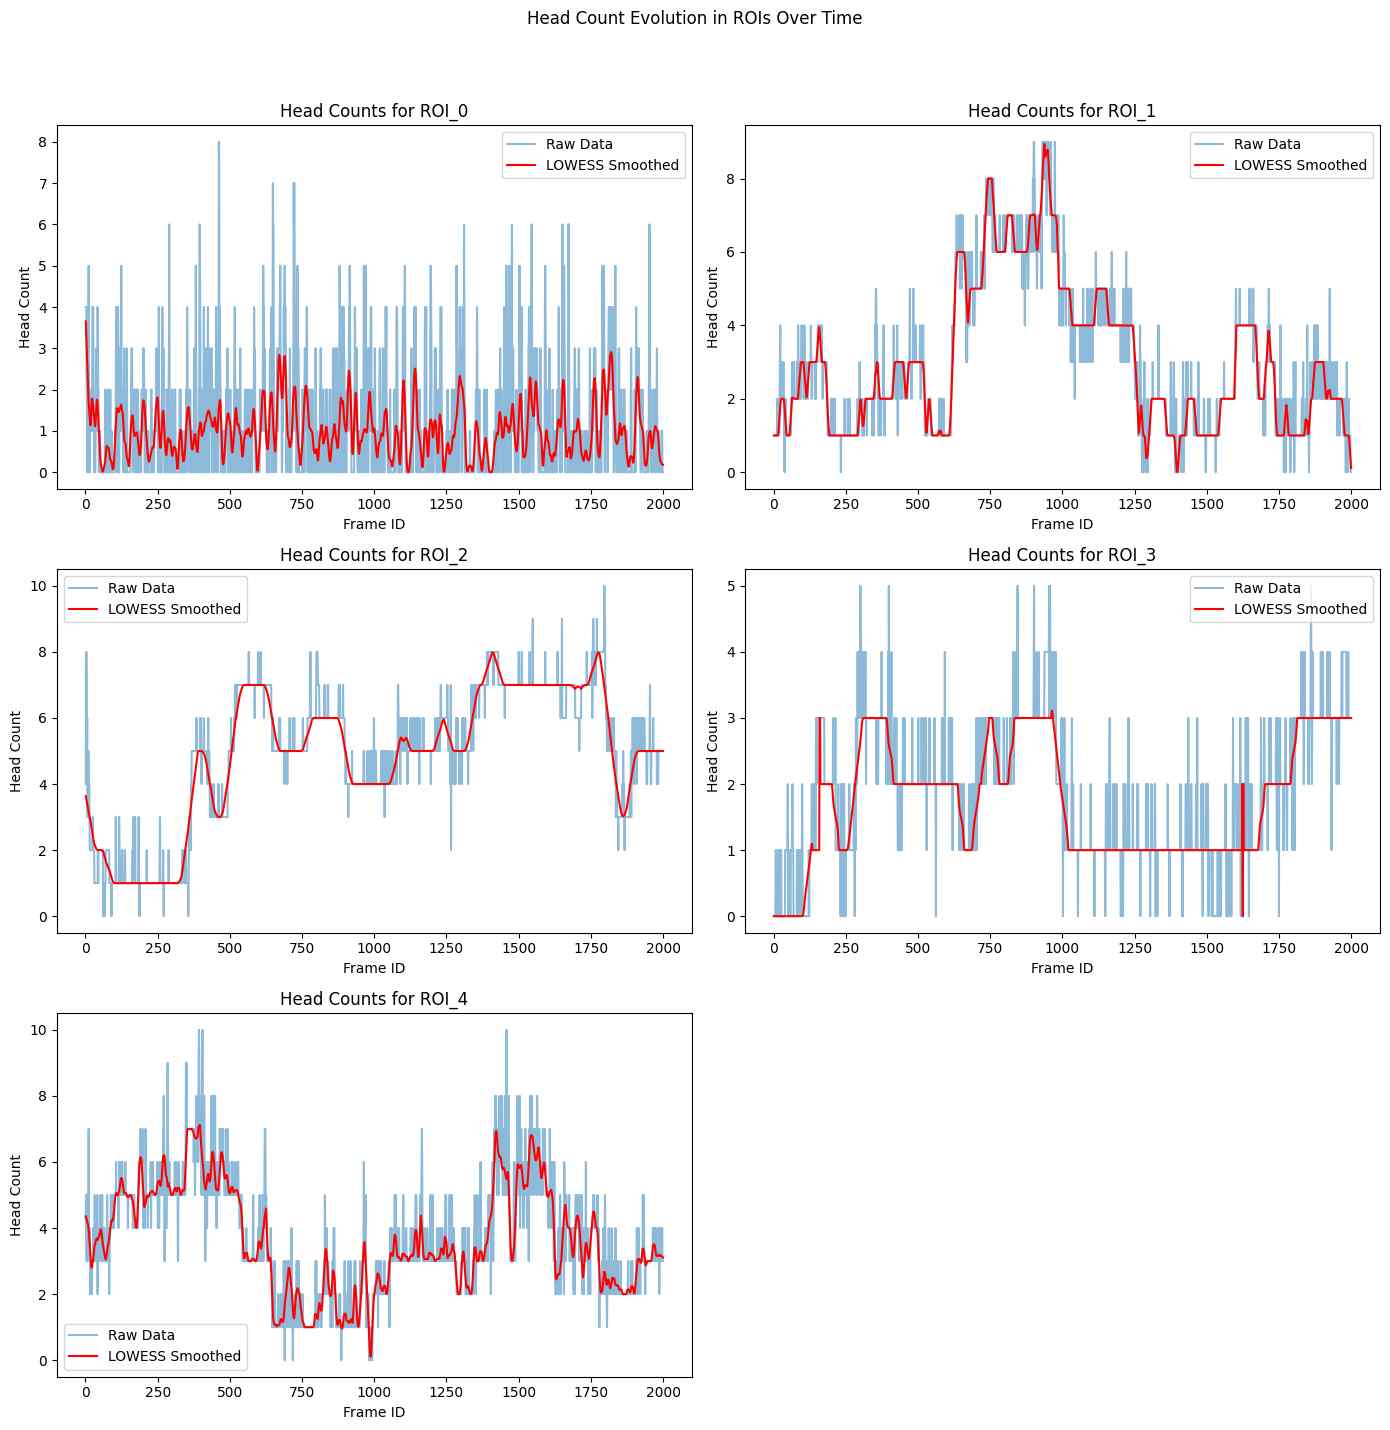 Head Count Evolution in ROIs Over Time
Head Counts for ROI_0
Raw Data
LOWESS Smoothed
Head Count
8
7
6
5
4
3
2
1
0
0 250 500 750 1000 1250 1500 1750 2000
Frame ID
Head Counts for ROI_1
Raw Data
LOWESS Smoothed
Head Count
8
6
4
2
0
0 250 500 750 1000 1250 1500 1750 2000
Frame ID
Head Counts for ROI_2
Raw Data
LOWESS Smoothed
Head Count
10
8
6
4
2
0
0 250 500 750 1000 1250 1500 1750 2000
Frame ID
Head Counts for ROI_3
Raw Data
LOWESS Smoothed
Head Count
5
4
3
2
1
0
0 250 500 750 1000 1250 1500 1750 2000
Frame ID
Head Counts for ROI_4
Head Count
10
8
6
4
2
0
Raw Data
LOWESS Smoothed
0 250 500 750 1000 1250 1500 1750 2000
Frame ID